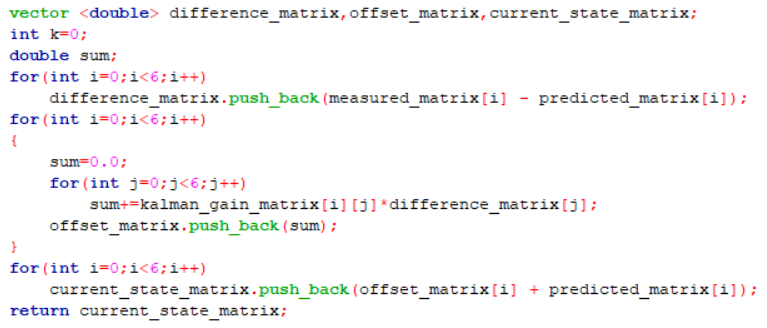 vector <double> difference_matrix,offset_matrix,current_state_matrix;
int k=0;
double sum;
for(int i=0;i<6;i++)
    difference_matrix.push_back(measured_matrix[i] - predicted_matrix[i]);
for(int i=0;i<6;i++)
{
    sum=0.0;
    for(int j=0;j<6;j++)
        sum+=kalman_gain_matrix[i][j]*difference_matrix[j];
    offset_matrix.push_back(sum);
}
for(int i=0;i<6;i++)
    current_state_matrix.push_back(offset_matrix[i] + predicted_matrix[i]);
return current_state_matrix;